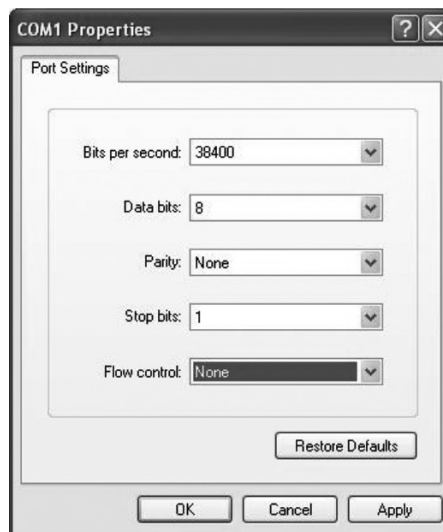 COM1 Properties
Port Settings
Bits per second: 38400
Data bits: 8
Parity: None
Stop bits: 1
Flow control: None
Restore Defaults
OK Cancel Apply